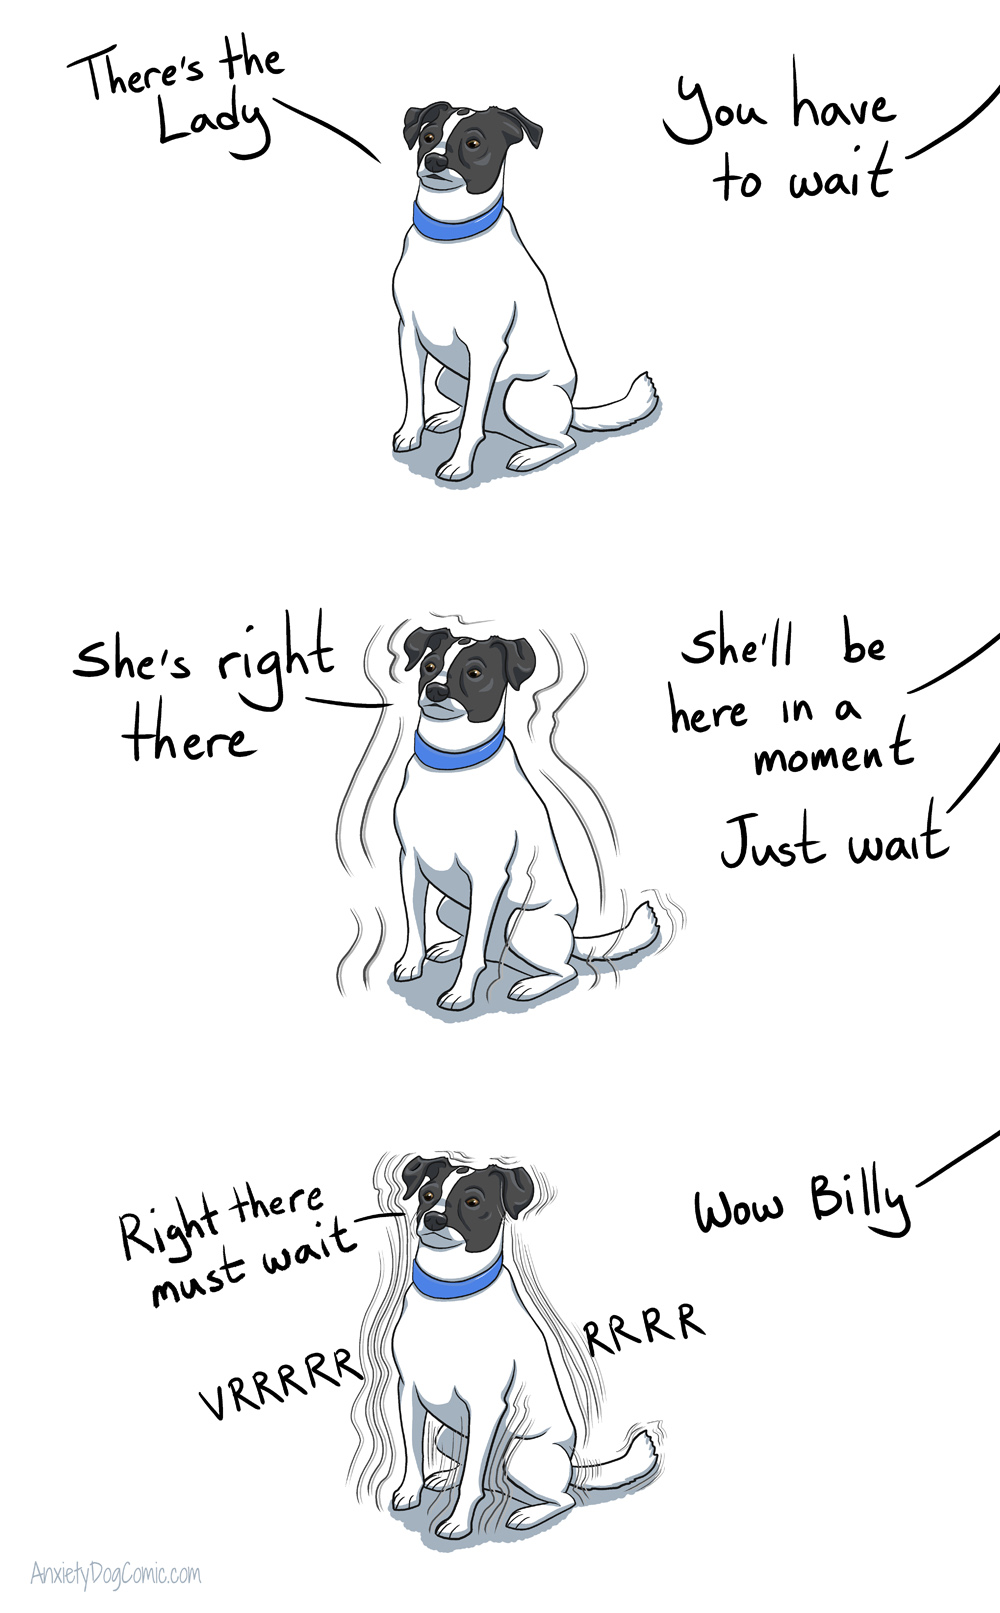 There's the
Lady
You have
to wait
She's right
there
She'll be
here in a
moment
Just wait
Right there
must wait
Wow Billy
VRRRRR
RRRR
AnxietyDogComic.com